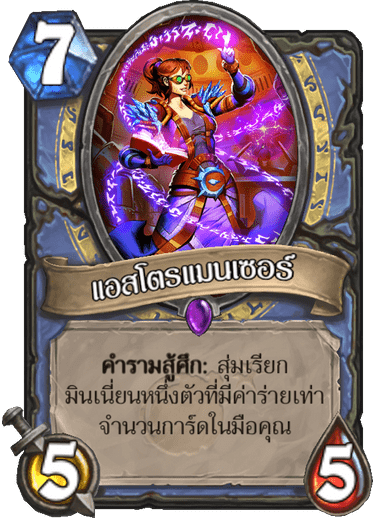 7
แอสโตรแมนเซอร์
คำรามสู้ศึก: สุ่มเรียก
มินเนี่ยนหนึ่งตัวที่มีค่าร่ายเท่า
จำนวนการ์ดในมือคุณ
5
5